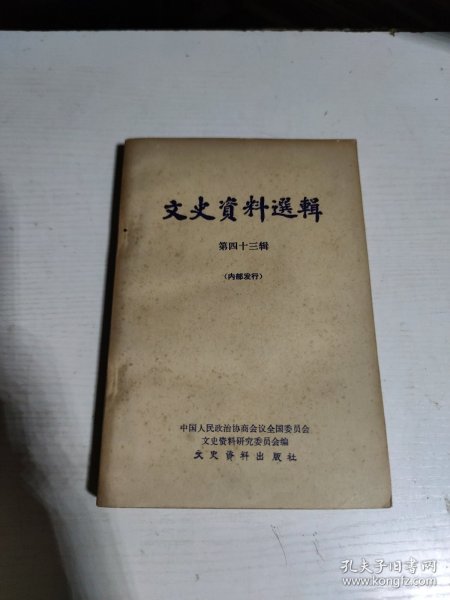 文史資料選輯
第四十三辑
（内部发行）
中国人民政治协商会议全国委员会
文史资料研究委员会编
文史资料出版社
孔夫子旧书网
www.kongfz.com